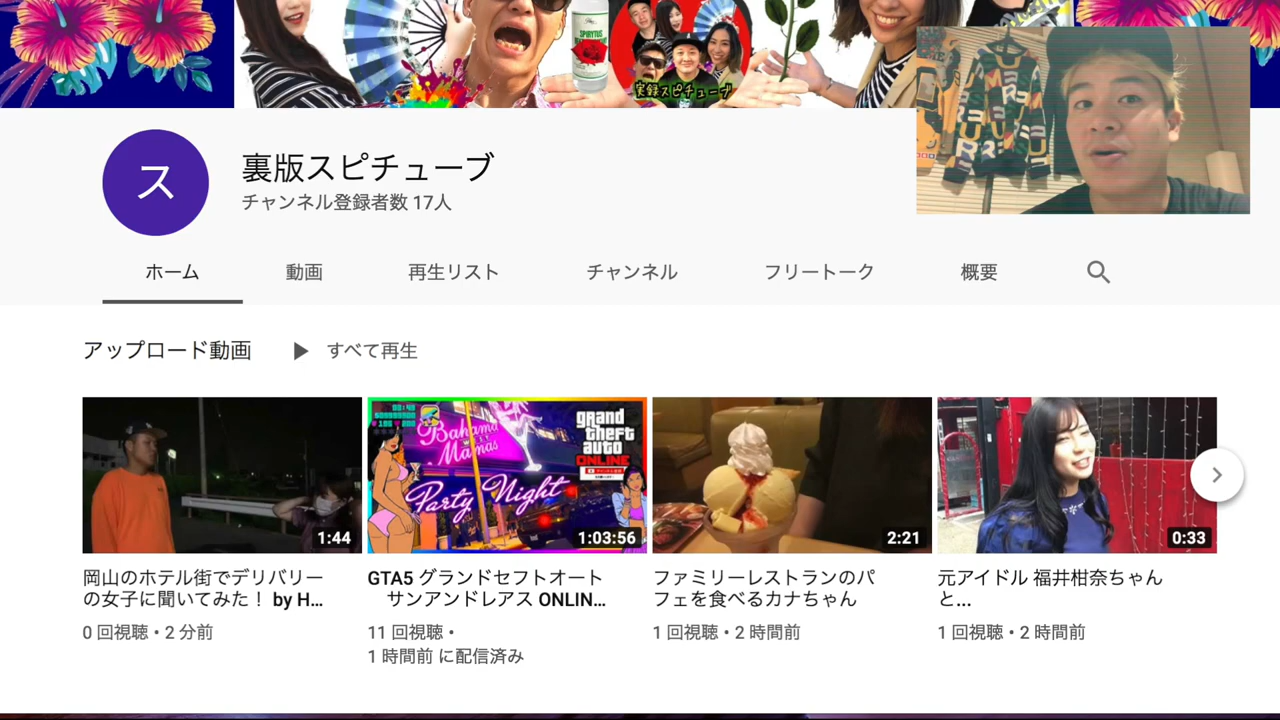 SPIRYTUS
実録スピチューブ
ス
裏版スピチューブ
チャンネル登録者数 17人
ホーム
動画
再生リスト
チャンネル
フリートーク
概要
アップロード動画
すべて再生
1:44
Bahama
Mamas
Party Night
grand
theft
auto
ONLINE
1:03:56
2:21
0:33
岡山のホテル街でデリバリー
の女子に聞いてみた！ by H...
0 回視聴・2 分前
GTA5 グランドセフトオート
サンアンドレアス ONLIN...
11 回視聴・
1 時間前 に配信済み
ファミリーレストランのパ
フェを食べるカナちゃん
1 回視聴・2 時間前
元アイドル 福井柑奈ちゃん
と...
1 回視聴・2 時間前